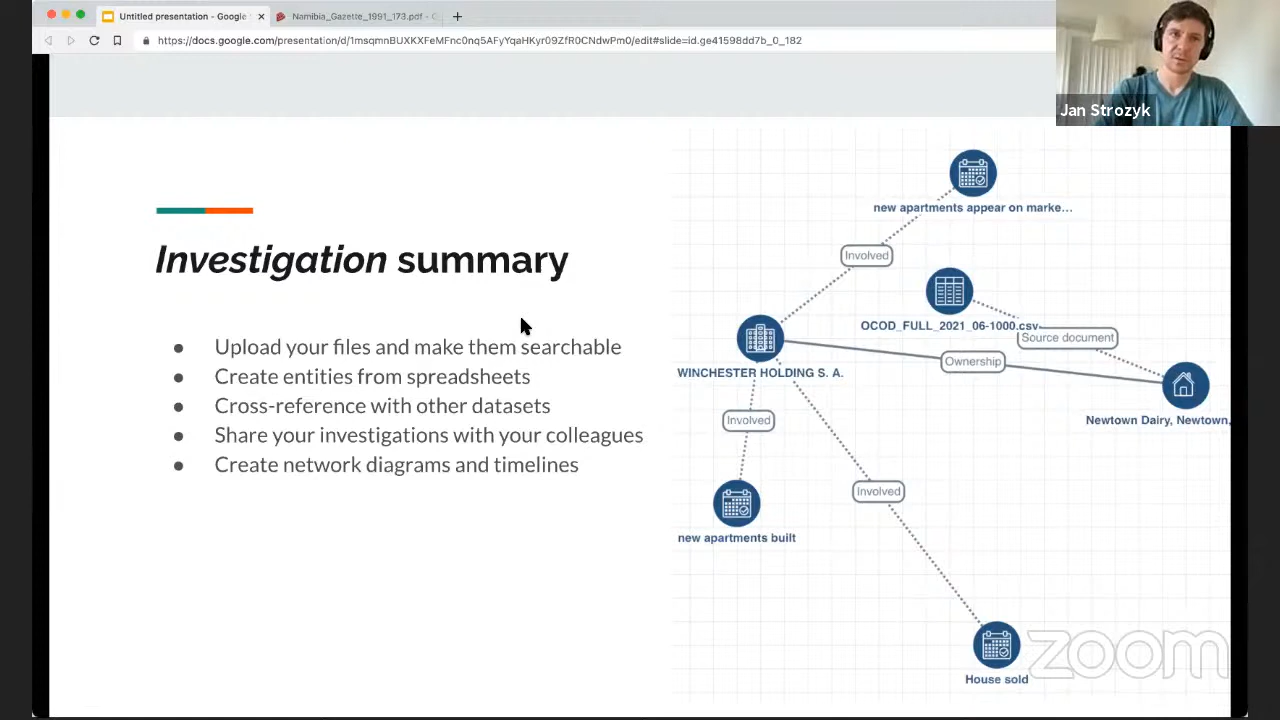 Untitled presentation - Google
Namibia_Gazette_1991_173.pdf - 
https://docs.google.com/presentation/d/1msqmnBUXKXFeMFnc0nq5AFyYqaHKyr09ZfR0CNdwPm0/edit#slide=id.ge41598dd7b_0_182
Jan Strozyk
Investigation summary
Upload your files and make them searchable
Create entities from spreadsheets
Cross-reference with other datasets
Share your investigations with your colleagues
Create network diagrams and timelines
new apartments appear on marke...
Involved
OCOD_FULL_2021_06-1000.csv
Source document
Ownership
WINCHESTER HOLDING S. A.
Newtown Dairy, Newtown,
Involved
Involved
new apartments built
House sold
zoom